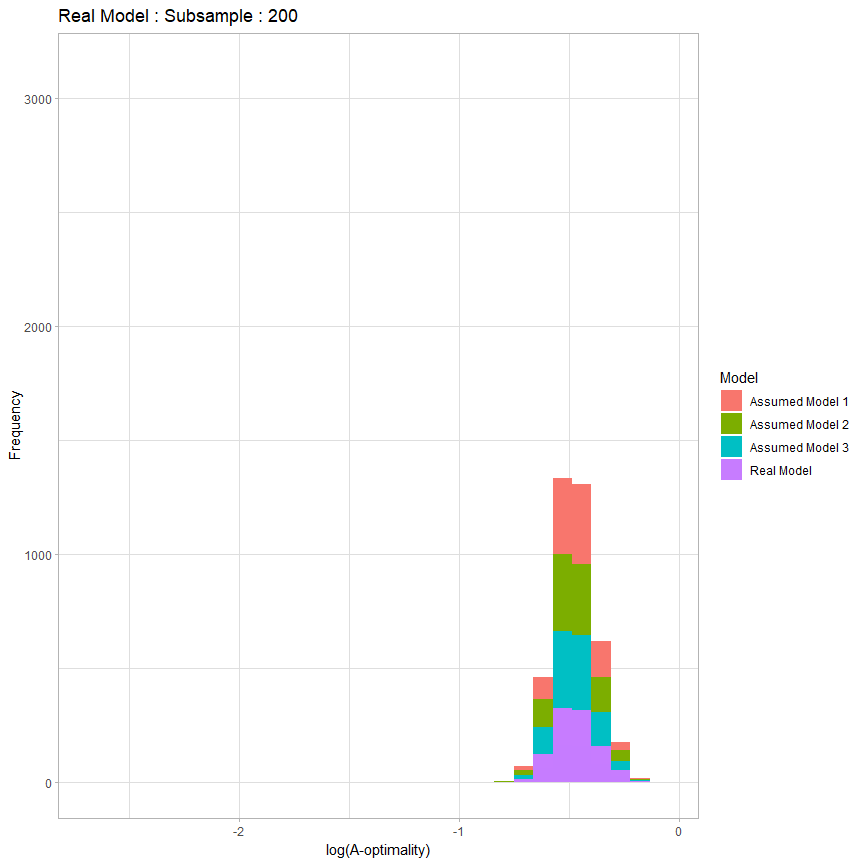 Real Model : Subsample : 200
3000
2000
1000
0
Frequency
-2
-1
0
log(A-optimality)
Model
Assumed Model 1
Assumed Model 2
Assumed Model 3
Real Model